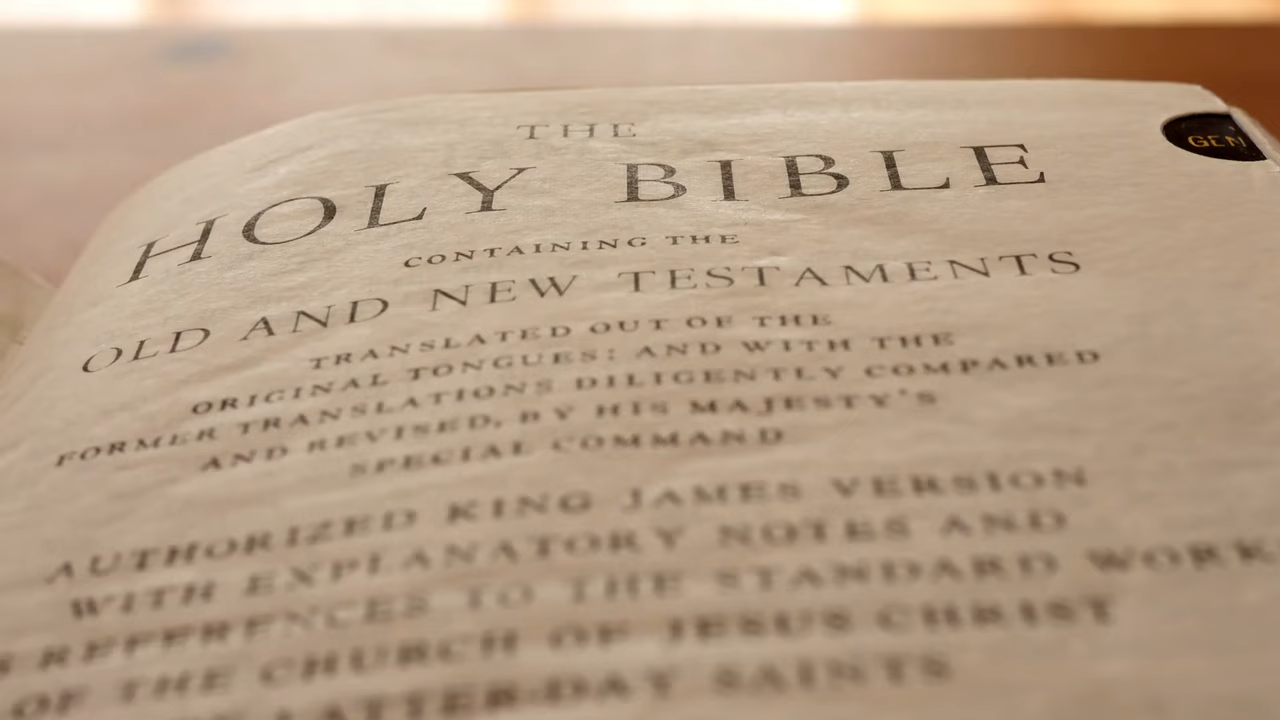 THE
HOLY BIBLE
CONTAINING THE
OLD AND NEW TESTAMENTS
TRANSLATED OUT OF THE
ORIGINAL TONGUES: AND WITH THE
FORMER TRANSLATIONS DILIGENTLY COMPARED
AND REVISED, BY HIS MAJESTY'S
SPECIAL COMMAND
AUTHORIZED KING JAMES VERSION
WITH EXPLANATORY NOTES AND
REFERENCES TO THE STANDARD WORK
OF THE CHURCH OF JESUS CHRIST
LATTER-DAY SAINTS
GEN